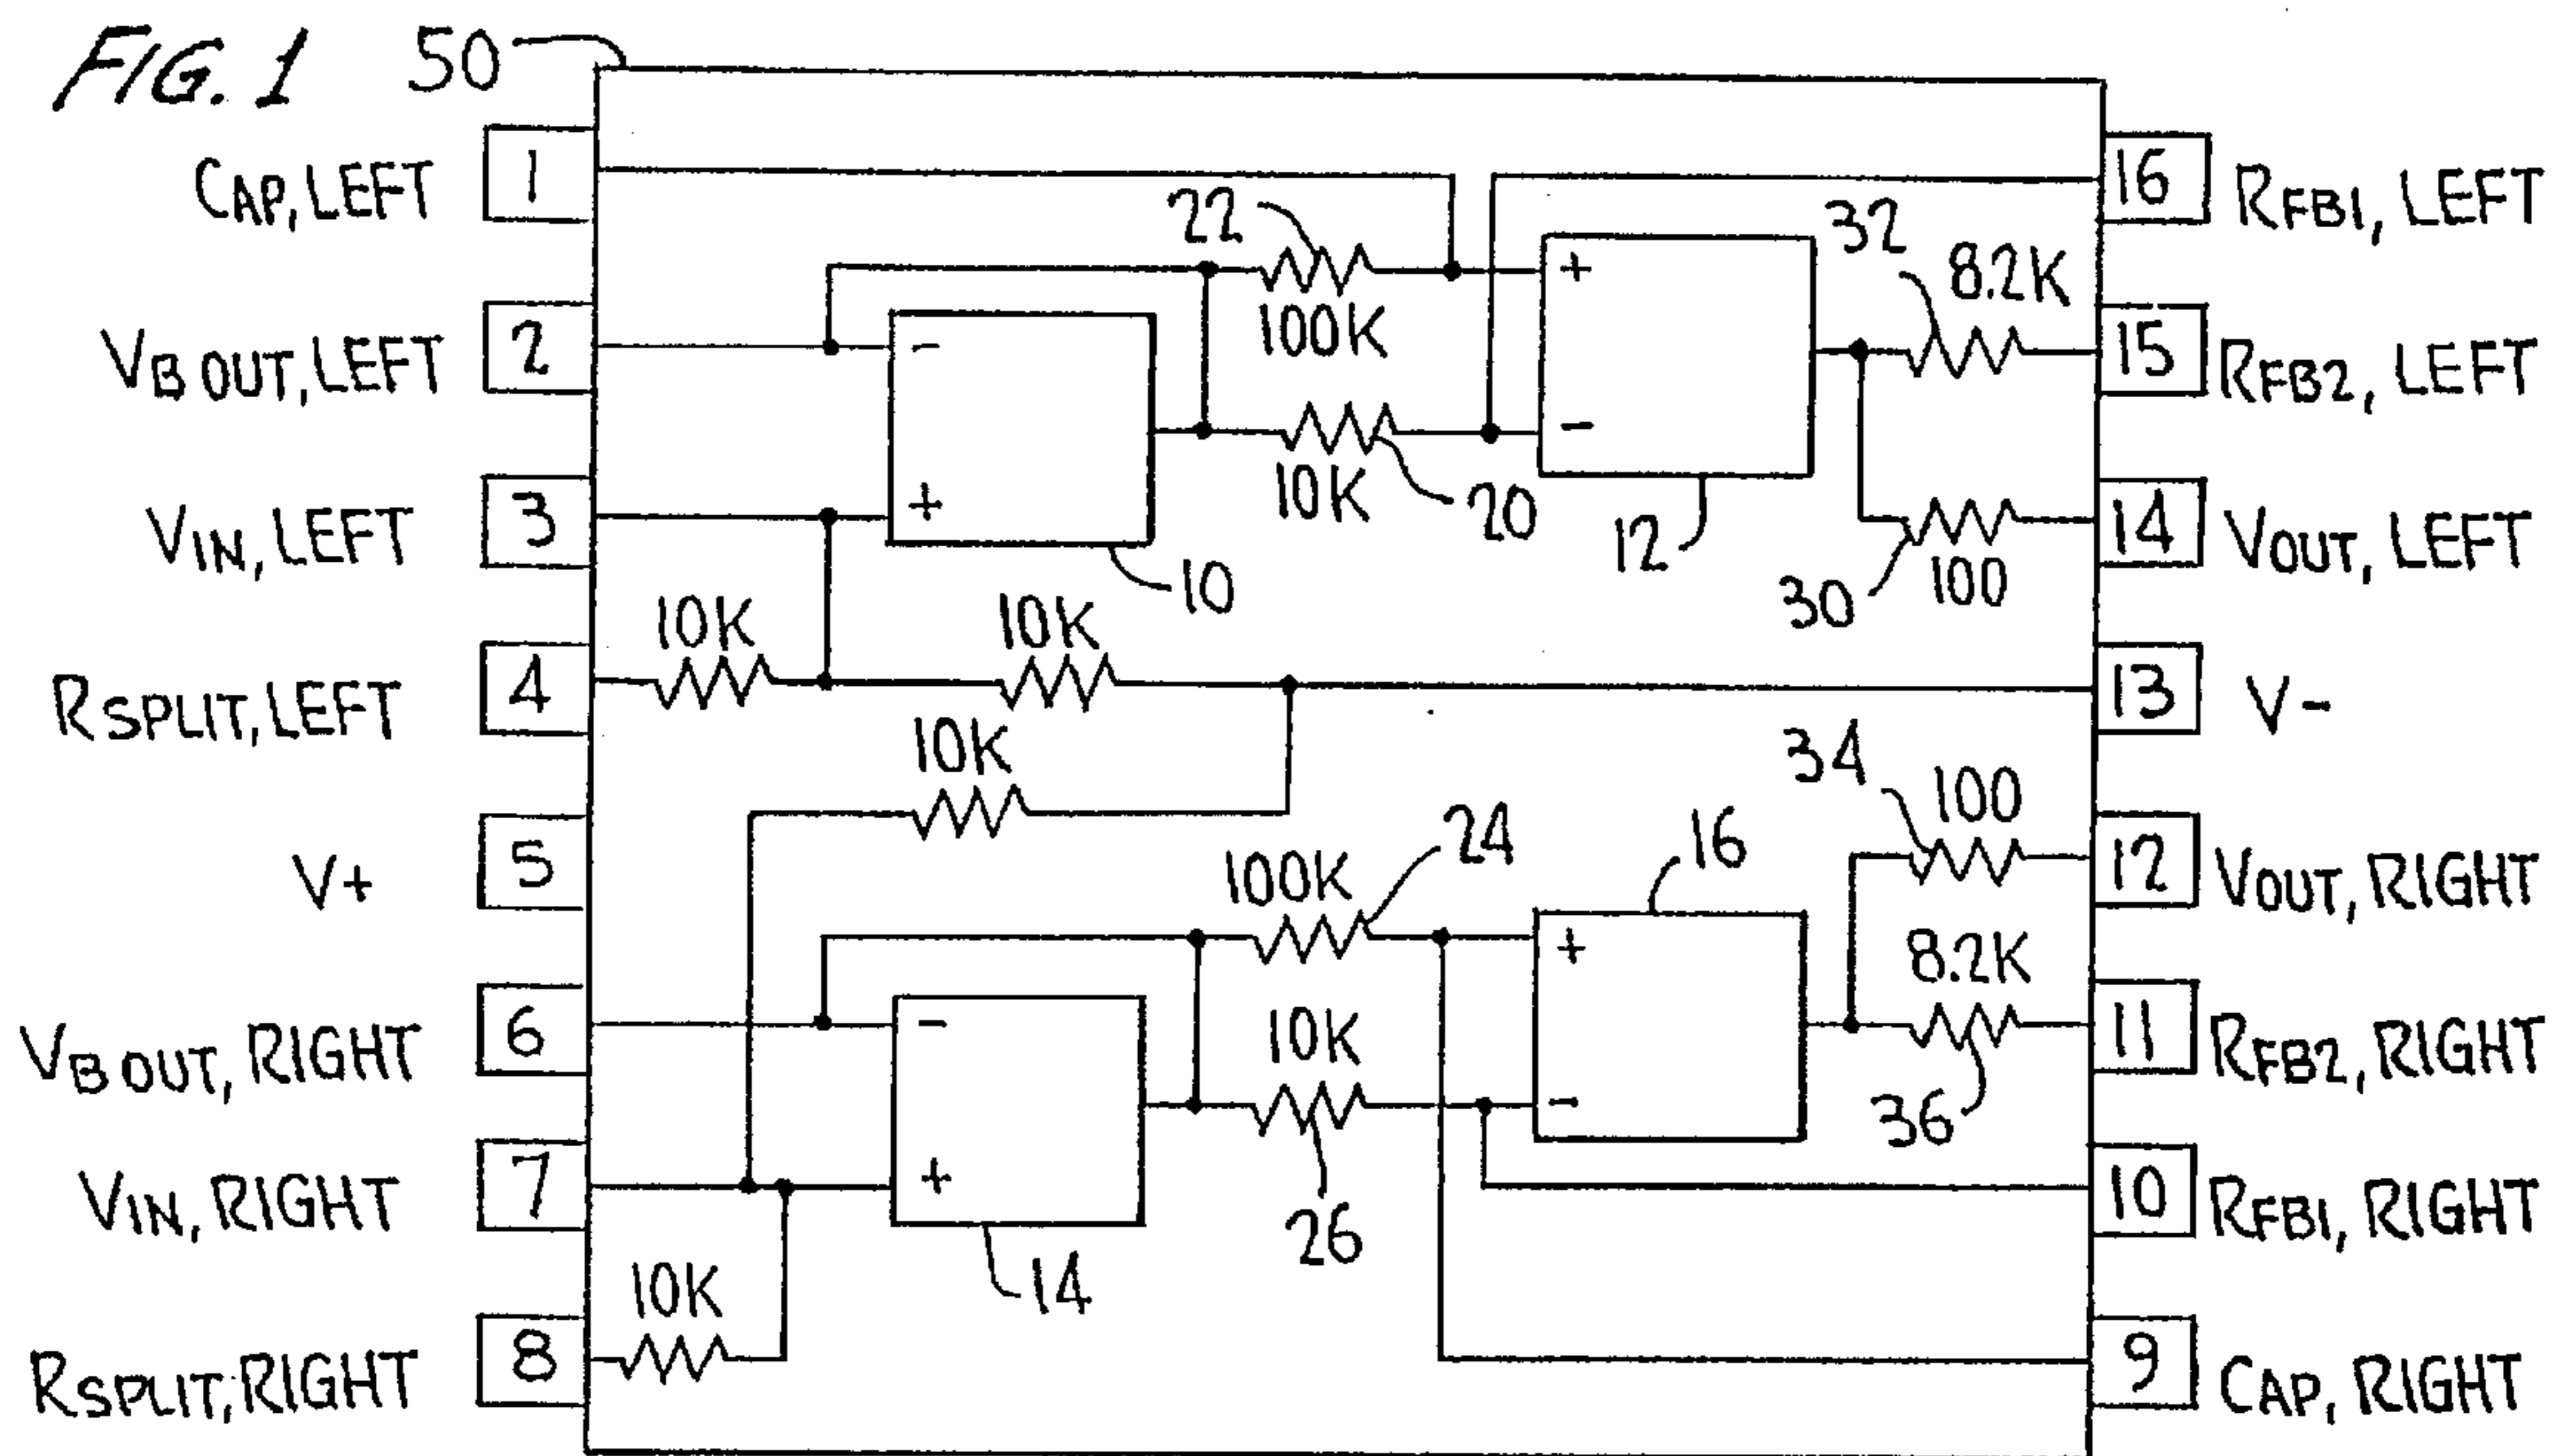 FIG. 1
50
1
CAP, LEFT
2
VB OUT, LEFT
3
VIN, LEFT
4
RSPLIT, LEFT
5
V+
6
VB OUT, RIGHT
7
VIN, RIGHT
8
RSPLIT, RIGHT
22
100K
10K
20
-
+
10
+
-
12
32
8.2K
30
100
10K
10K
10K
100K
24
10K
26
-
+
14
+
-
16
34
100
8.2K
36
10K
16
RFB1, LEFT
15
RFB2, LEFT
14
VOUT, LEFT
13
V-
12
VOUT, RIGHT
11
RFB2, RIGHT
10
RFB1, RIGHT
9
CAP, RIGHT